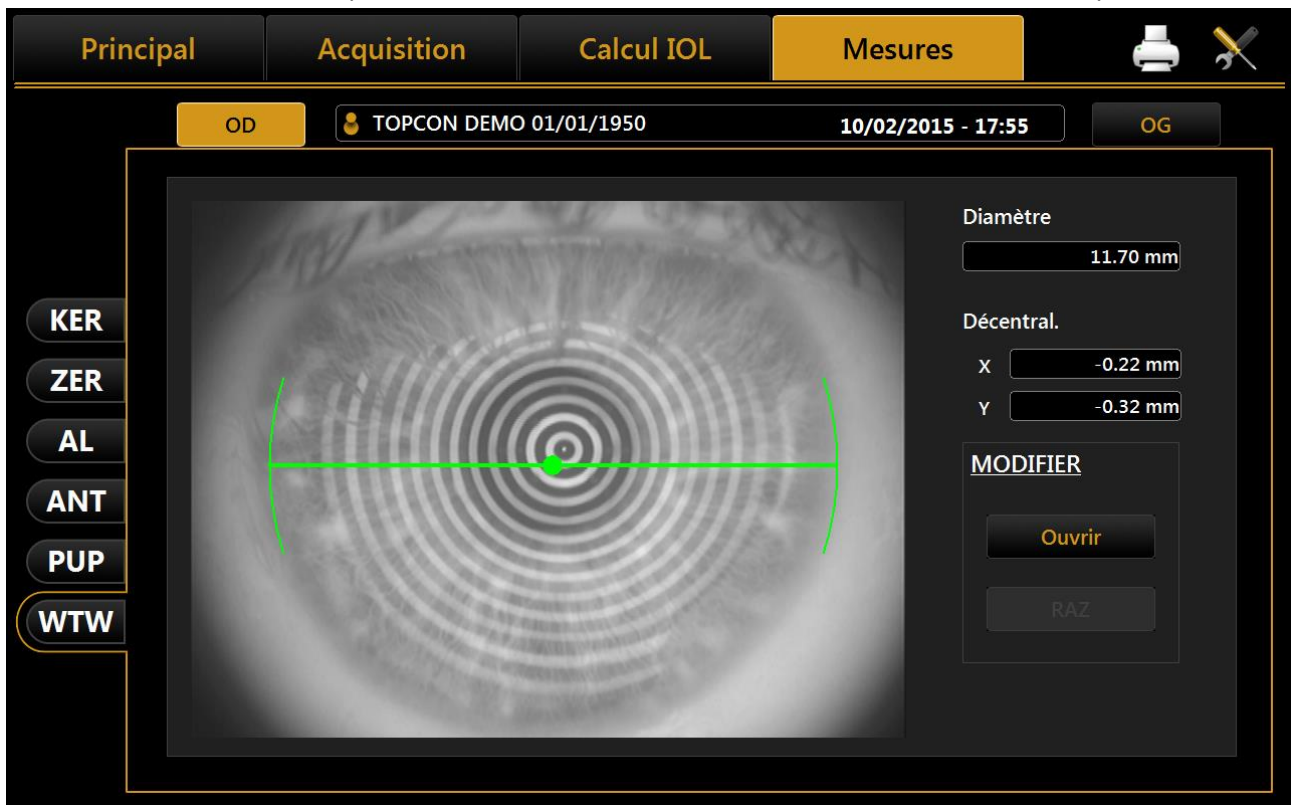 Principal Acquisition Calcul IOL Mesures
OD TOPCON DEMO 01/01/1950 10/02/2015 - 17:55 OG
Diamètre
11.70 mm
Décentral.
X -0.22 mm
Y -0.32 mm
MODIFIER
Ouvrir
RAZ
KER
ZER
AL
ANT
PUP
WTW